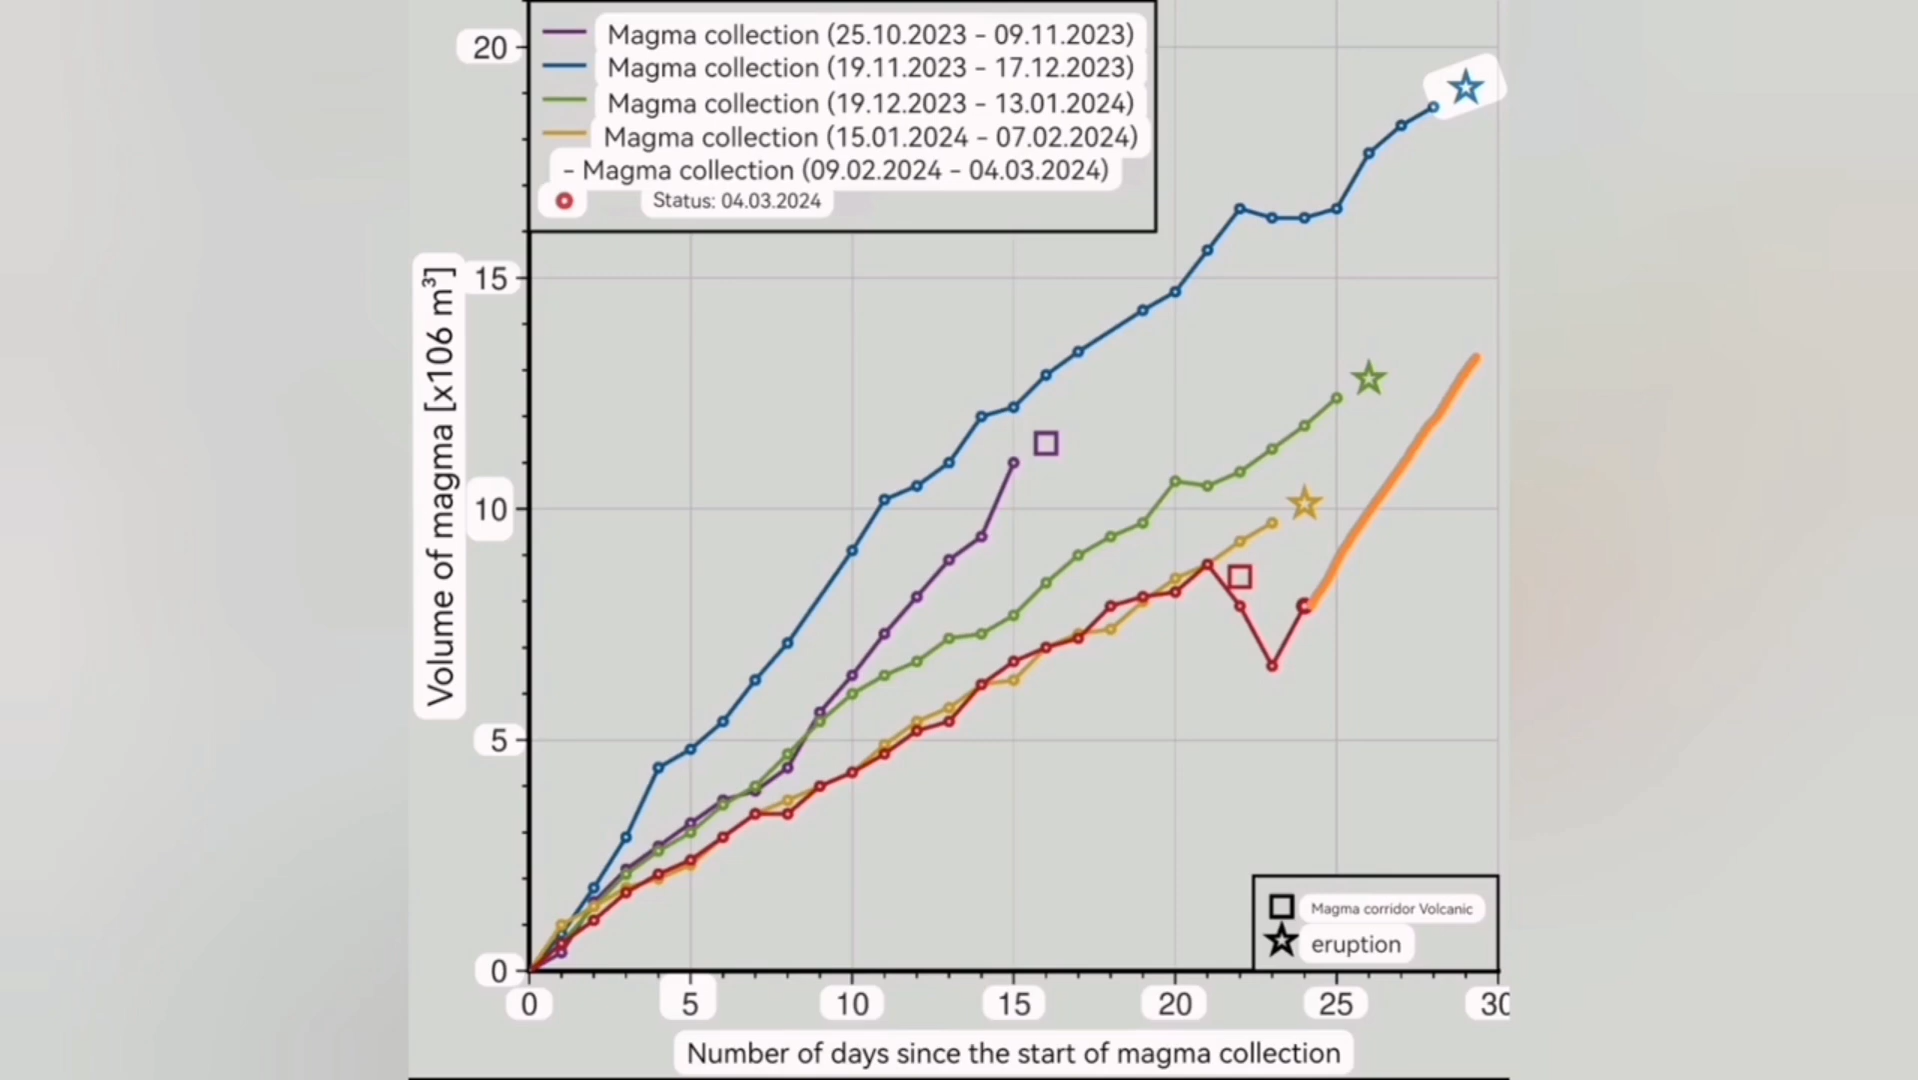 Magma collection (25.10.2023 - 09.11.2023)
Magma collection (19.11.2023 - 17.12.2023)
Magma collection (19.12.2023 - 13.01.2024)
Magma collection (15.01.2024 - 07.02.2024)
- Magma collection (09.02.2024 - 04.03.2024)
Status: 04.03.2024
Volume of magma [x106 m³]
20
15
10
5
0
0 5 10 15 20 25 30
Number of days since the start of magma collection
Magma corridor Volcanic
eruption